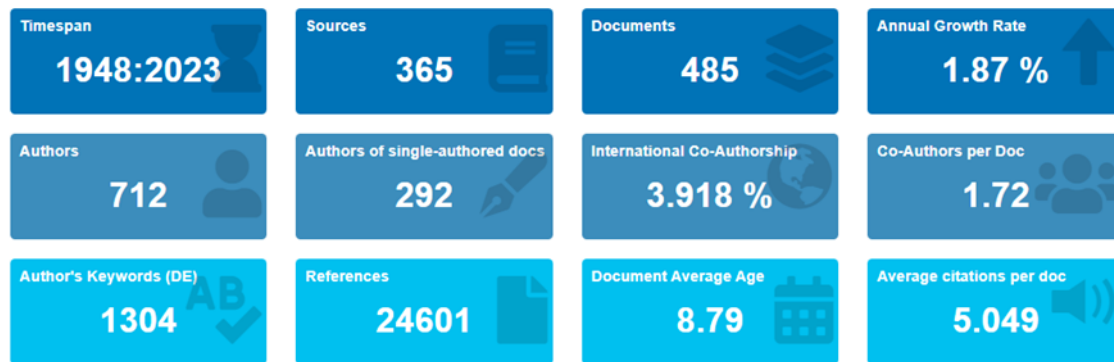 Timespan
1948:2023
Sources
365
Documents
485
Annual Growth Rate
1.87 %
Authors
712
Authors of single-authored docs
292
International Co-Authorship
3.918 %
Co-Authors per Doc
1.72
Author's Keywords (DE)
1304
AB
References
24601
Document Average Age
8.79
Average citations per doc
5.049